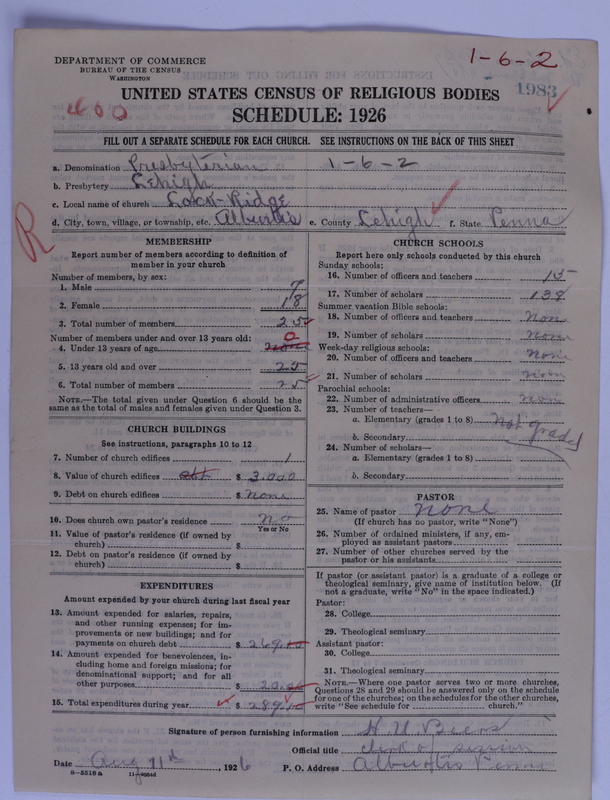 DEPARTMENT OF COMMERCE
BUREAU OF THE CENSUS
WASHINGTON
1-6-2
1983
UNITED STATES CENSUS OF RELIGIOUS BODIES
400
SCHEDULE: 1926
FILL OUT A SEPARATE SCHEDULE FOR EACH CHURCH. SEE INSTRUCTIONS ON THE BACK OF THIS SHEET
a. Denomination Presbyterian 1-6-2
b. Presbytery Lehigh
c. Local name of church Lock-Ridge
d. City, town, village, or township, etc. Alburtis e. County Lehigh f. State Penna
R
MEMBERSHIP
Report number of members according to definition of member in your church
Number of members, by sex:
1. Male 7
2. Female 18
3. Total number of members 25
Number of members under and over 13 years old:
4. Under 13 years of age none 0
5. 13 years old and over 25
6. Total number of members 25
NOTE.—The total given under Question 6 should be
same as the total of males and females given under Question 3.
CHURCH BUILDINGS
See instructions, paragraphs 10 to 12
7. Number of church edifices 1
8. Value of church edifices $ 3,000
9. Debt on church edifices $ None
10. Does church own pastor's residence No
Yes or No
11. Value of pastor's residence (if owned by
church) $
12. Debt on pastor's residence (if owned by
church) $
EXPENDITURES
Amount expended by your church during last fiscal year
13. Amount expended for salaries, repairs,
and other running expenses; for im-
provements or new buildings; and for
payments on church debt $ 269.10
14. Amount expended for benevolences, in-
cluding home and foreign missions; for
denominational support; and for all
other purposes $ 20.00
15. Total expenditures during year $ 289.10
CHURCH SCHOOLS
Report here only schools conducted by this church
Sunday schools:
16. Number of officers and teachers 15
17. Number of scholars 138
Summer vacation Bible schools:
18. Number of officers and teachers None
19. Number of scholars None
Week-day religious schools:
20. Number of officers and teachers None
21. Number of scholars None
Parochial schools:
22. Number of administrative officers None
23. Number of teachers—
a. Elementary (grades 1 to 8) Not graded
b. Secondary
24. Number of scholars—
a. Elementary (grades 1 to 8)
b. Secondary
PASTOR
25. Name of pastor None
(If church has no pastor, write "None")
26. Number of ordained ministers, if any, em-
ployed as assistant pastors
27. Number of other churches served by the
pastor or his assistants
If pastor (or assistant pastor) is a graduate of a college or
theological seminary, give name of institution below. (If
not a graduate, write "No" in the space indicated.)
Pastor:
28. College
29. Theological seminary
Assistant pastor:
30. College
31. Theological seminary
NOTE.—Where one pastor serves two or more churches,
Questions 28 and 29 should be answered only on the schedule
for one of the churches; on the schedules for the other churches,
write "See schedule for church."
Signature of person furnishing information H. U.
Official title Clerk of Session
Date Aug 11th, 1926 P. O. Address Alburtis Penna
8-5518 a